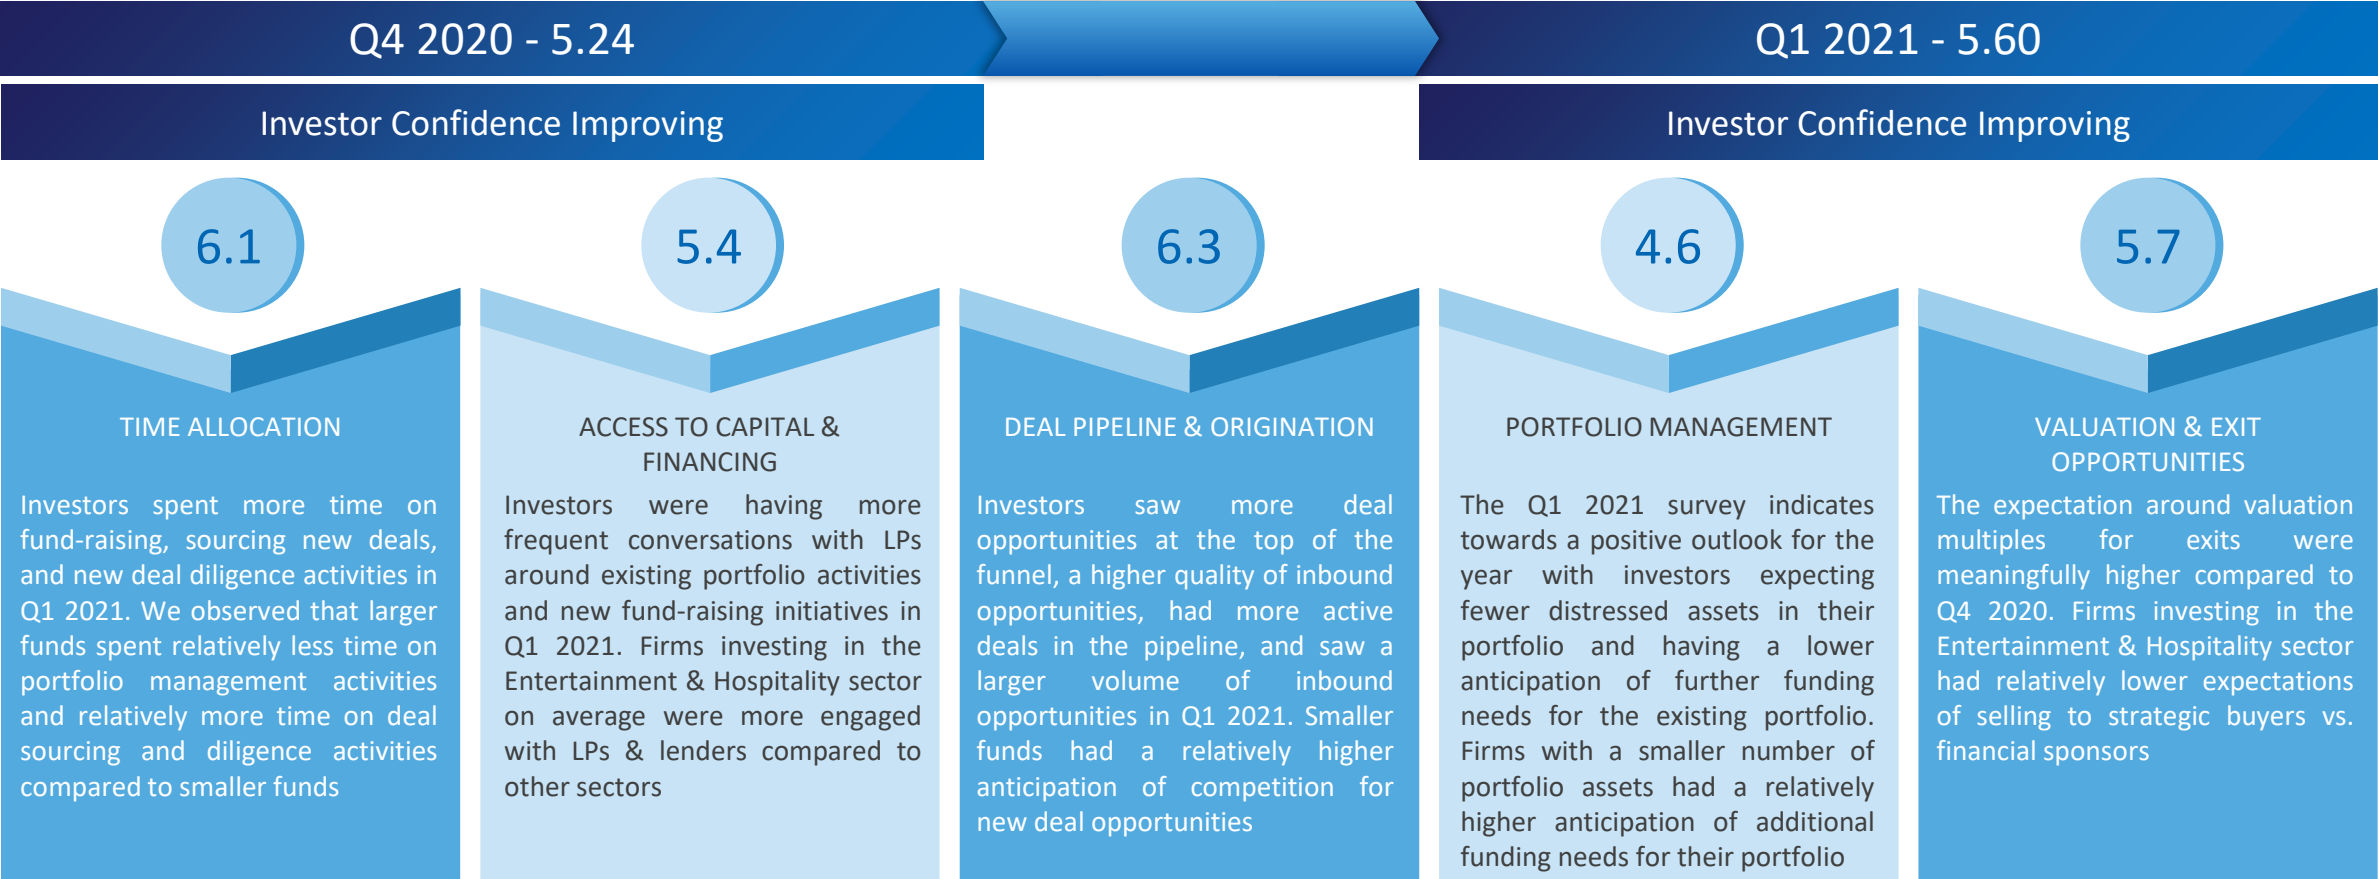 Q4 2020 - 5.24
Q1 2021 - 5.60
Investor Confidence Improving
Investor Confidence Improving
6.1
TIME ALLOCATION
Investors spent more time on
fund-raising, sourcing new deals,
and new deal diligence activities in
Q1 2021. We observed that larger
funds spent relatively less time on
portfolio management activities
and relatively more time on deal
sourcing and diligence activities
compared to smaller funds
5.4
ACCESS TO CAPITAL &
FINANCING
Investors were having more
frequent conversations with LPs
around existing portfolio activities
and new fund-raising initiatives in
Q1 2021. Firms investing in the
Entertainment & Hospitality sector
on average were more engaged
with LPs & lenders compared to
other sectors
6.3
DEAL PIPELINE & ORIGINATION
Investors saw more deal
opportunities at the top of the
funnel, a higher quality of inbound
opportunities, had more active
deals in the pipeline, and saw a
larger volume of inbound
opportunities in Q1 2021. Smaller
funds had a relatively higher
anticipation of competition for
new deal opportunities
4.6
PORTFOLIO MANAGEMENT
The Q1 2021 survey indicates
towards a positive outlook for the
year with investors expecting
fewer distressed assets in their
portfolio and having a lower
anticipation of further funding
needs for the existing portfolio.
Firms with a smaller number of
portfolio assets had a relatively
higher anticipation of additional
funding needs for their portfolio
5.7
VALUATION & EXIT
OPPORTUNITIES
The expectation around valuation
multiples for exits were
meaningfully higher compared to
Q4 2020. Firms investing in the
Entertainment & Hospitality sector
had relatively lower expectations
of selling to strategic buyers vs.
financial sponsors